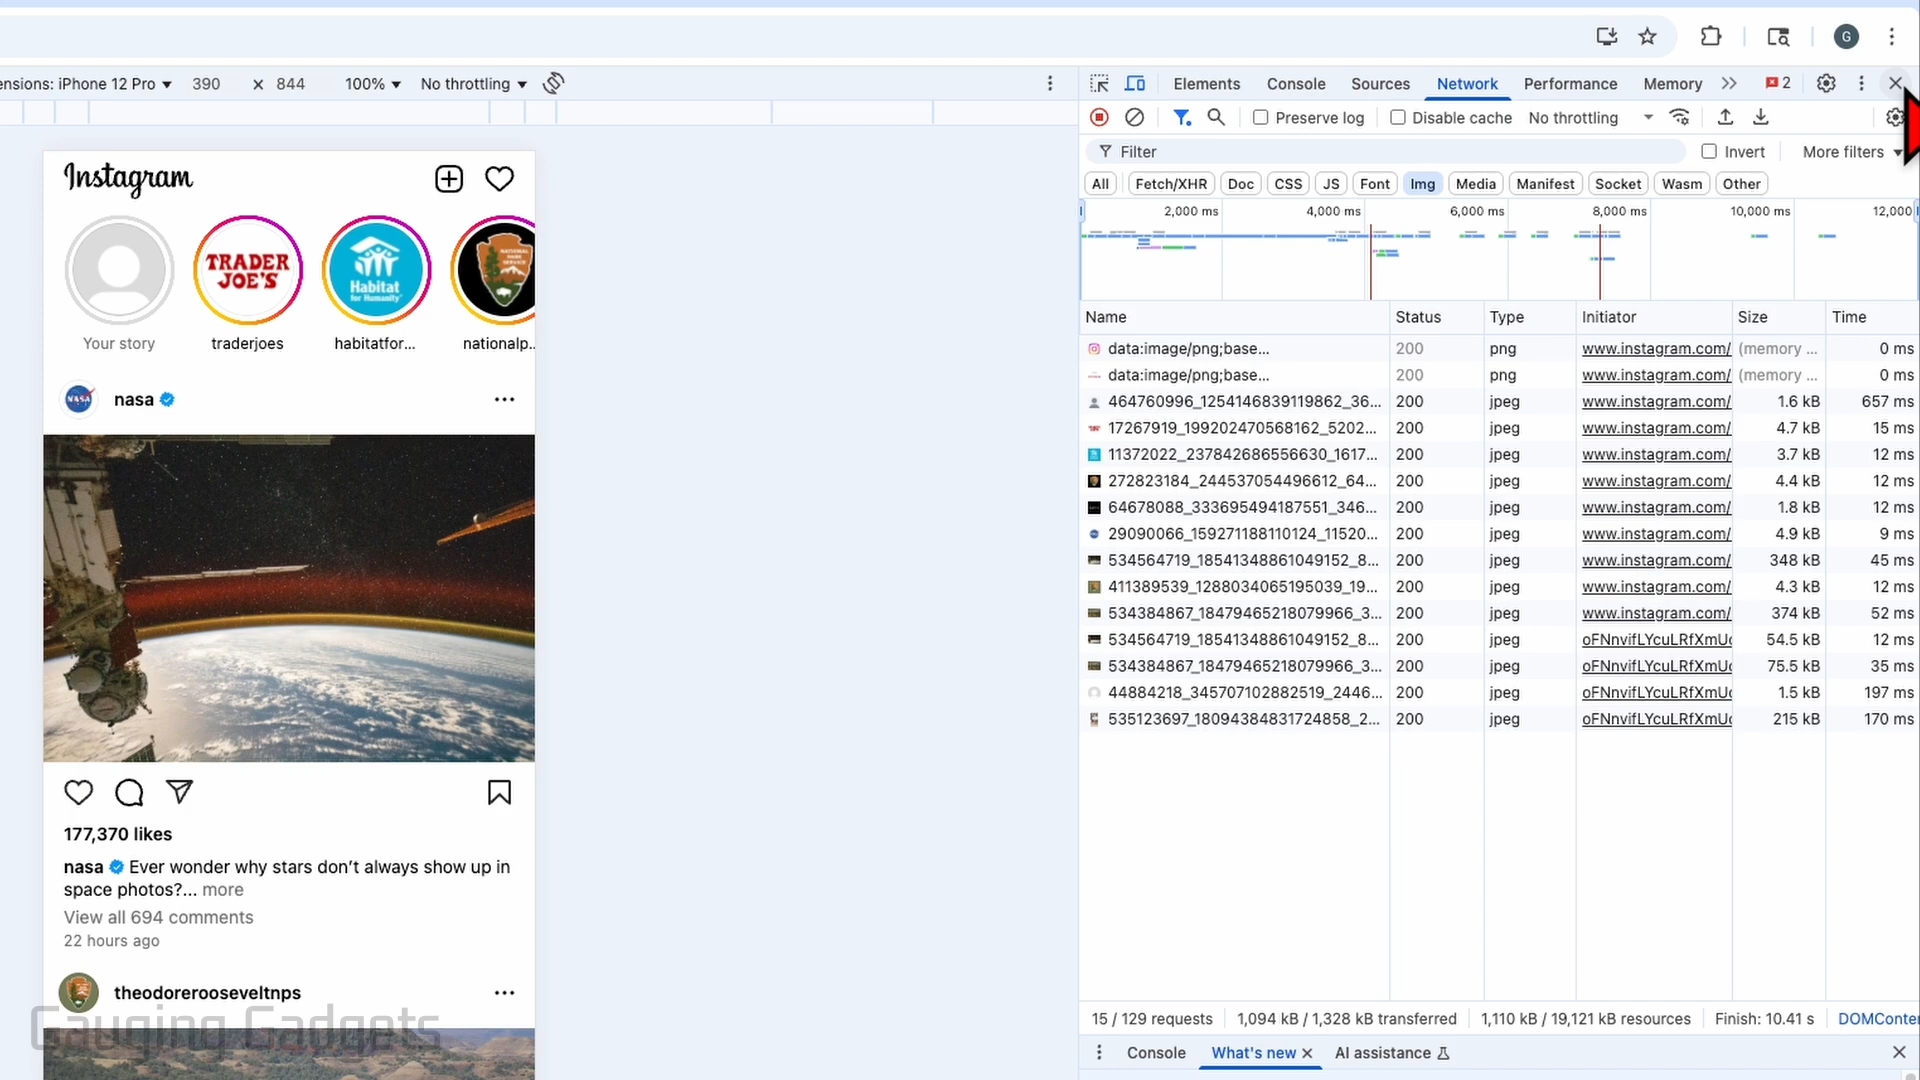 G
ensions: iPhone 12 Pro 390 × 844 100% No throttling
Elements Console Sources Network Performance Memory 2
Preserve log Disable cache No throttling
Filter Invert More filters
All Fetch/XHR Doc CSS JS Font Img Media Manifest Socket Wasm Other
2,000 ms 4,000 ms 6,000 ms 8,000 ms 10,000 ms 12,000
Name Status Type Initiator Size Time
data:image/png;base... 200 png www.instagram.com/ (memory ... 0 ms
data:image/png;base... 200 png www.instagram.com/ (memory ... 0 ms
464760996_1254146839119862_36... 200 jpeg www.instagram.com/ 1.6 kB 657 ms
17267919_199202470568162_5202... 200 jpeg www.instagram.com/ 4.7 kB 15 ms
11372022_237842686556630_1617... 200 jpeg www.instagram.com/ 3.7 kB 12 ms
272823184_244537054496612_64... 200 jpeg www.instagram.com/ 4.4 kB 12 ms
64678088_333695494187551_346... 200 jpeg www.instagram.com/ 1.8 kB 12 ms
29090066_159271188110124_11520... 200 jpeg www.instagram.com/ 4.9 kB 9 ms
534564719_18541348861049152_8... 200 jpeg www.instagram.com/ 348 kB 45 ms
411389539_1288034065195039_19... 200 jpeg www.instagram.com/ 4.3 kB 12 ms
534384867_18479465218079966_3... 200 jpeg www.instagram.com/ 374 kB 52 ms
534564719_18541348861049152_8... 200 jpeg oFNnvifLYcuLRfXmU 54.5 kB 12 ms
534384867_18479465218079966_3... 200 jpeg oFNnvifLYcuLRfXmU 75.5 kB 35 ms
44884218_345707102882519_2446... 200 jpeg oFNnvifLYcuLRfXmU 1.5 kB 197 ms
535123697_18094384831724858_2... 200 jpeg oFNnvifLYcuLRfXmU 215 kB 170 ms
15 / 129 requests 1,094 kB / 1,328 kB transferred 1,110 kB / 19,121 kB resources Finish: 10.41 s DOMConte
Console What's new AI assistance
Instagram
TRADER
JOE'S
Habitat
for Humanity
NATIONAL
PARK
SERVICE
Your story traderjoes habitatfor... nationalp...
NASA nasa
177,370 likes
nasa Ever wonder why stars don't always show up in
space photos?... more
View all 694 comments
22 hours ago
theodorerooseveltnps
Gauging Gadgets